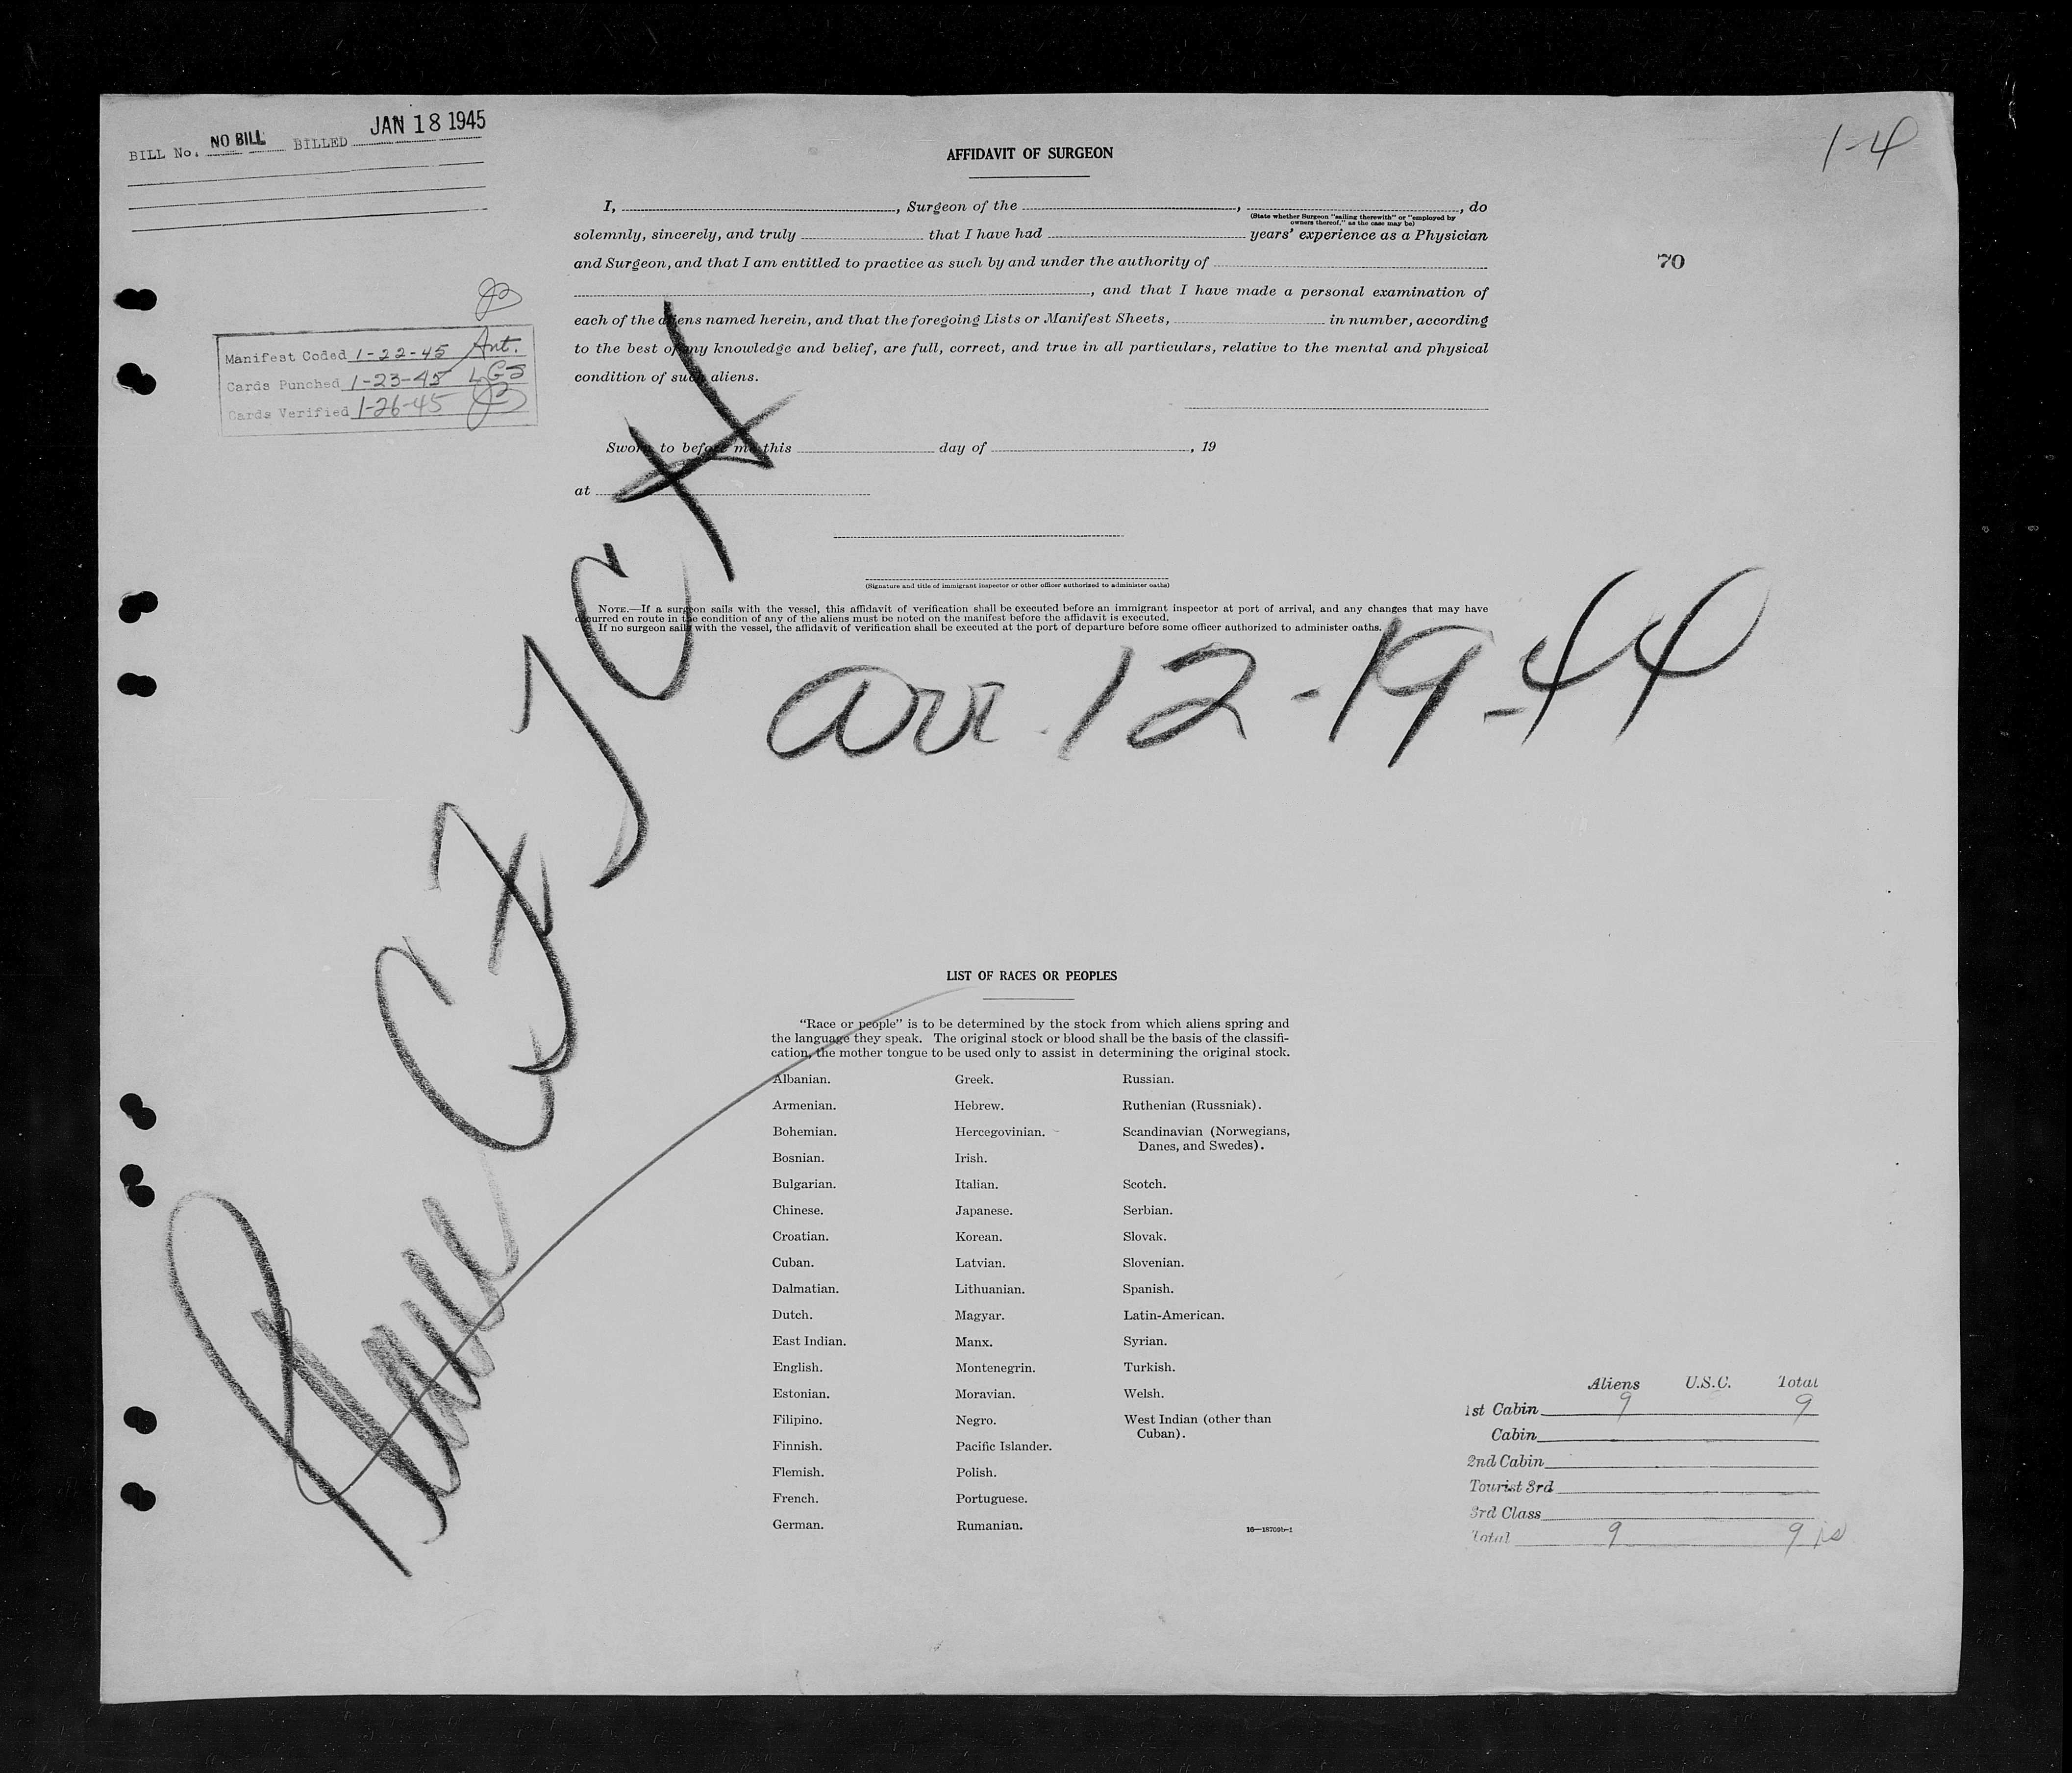 BILL No. NO BILL BILLED JAN 18 1945
1-4
AFFIDAVIT OF SURGEON
I, , Surgeon of the , , do
(State whether Surgeon "sailing therewith" or "employed by
owners thereof," as the case may be)
solemnly, sincerely, and truly that I have had years' experience as a Physician
and Surgeon, and that I am entitled to practice as such by and under the authority of
70
, and that I have made a personal examination of
each of the aliens named herein, and that the foregoing Lists or Manifest Sheets, in number, according
to the best of my knowledge and belief, are full, correct, and true in all particulars, relative to the mental and physical
condition of such aliens.
Manifest Coded 1-22-45 Ant.
Cards Punched 1-23-45 LGS
Cards Verified 1-26-45
Sworn to before me this day of , 19
at
(Signature and title of immigrant inspector or other officer authorized to administer oaths)
NOTE.—If a surgeon sails with the vessel, this affidavit of verification shall be executed before an immigrant inspector at port of arrival, and any changes that may have
occurred en route in the condition of any of the aliens must be noted on the manifest before the affidavit is executed.
If no surgeon sails with the vessel, the affidavit of verification shall be executed at the port of departure before some officer authorized to administer oaths.
arr. 12-19-44
Plane
LIST OF RACES OR PEOPLES
"Race or people" is to be determined by the stock from which aliens spring and
the language they speak. The original stock or blood shall be the basis of the classifi-
cation, the mother tongue to be used only to assist in determining the original stock.
Albanian. Greek. Russian.
Armenian. Hebrew. Ruthenian (Russniak).
Bohemian. Hercegovinian. Scandinavian (Norwegians,
Danes, and Swedes).
Bosnian. Irish.
Bulgarian. Italian. Scotch.
Chinese. Japanese. Serbian.
Croatian. Korean. Slovak.
Cuban. Latvian. Slovenian.
Dalmatian. Lithuanian. Spanish.
Dutch. Magyar. Latin-American.
East Indian. Manx. Syrian.
English. Montenegrin. Turkish.
Estonian. Moravian. Welsh.
Filipino. Negro. West Indian (other than
Cuban).
Finnish. Pacific Islander.
Flemish. Polish.
French. Portuguese.
German. Rumanian.
16—18709b-1
Aliens U.S.C. Total
1st Cabin 9 9
Cabin
2nd Cabin
Tourist 3rd
3rd Class
Total 9 9